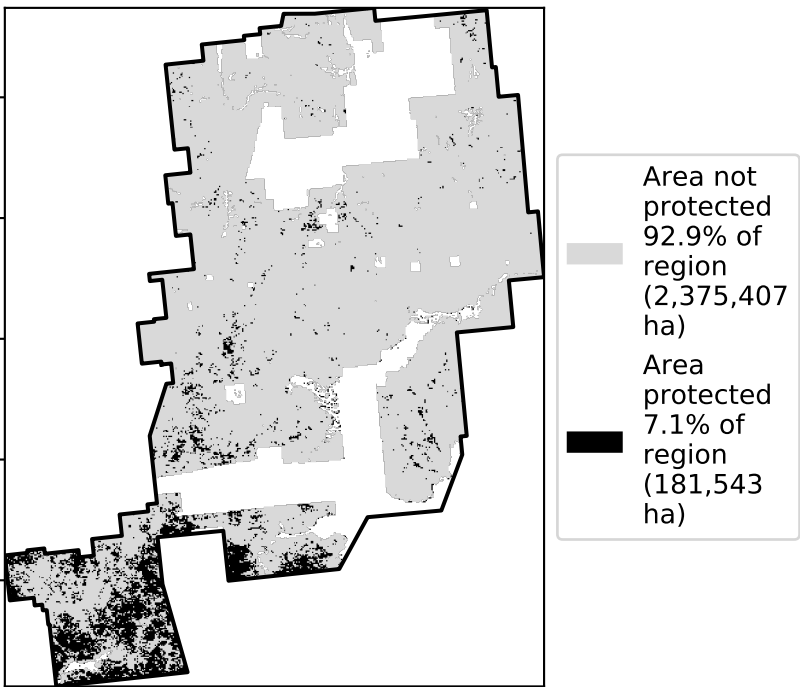 Area not
protected
92.9% of
region
(2,375,407
ha)
Area
protected
7.1% of
region
(181,543
ha)